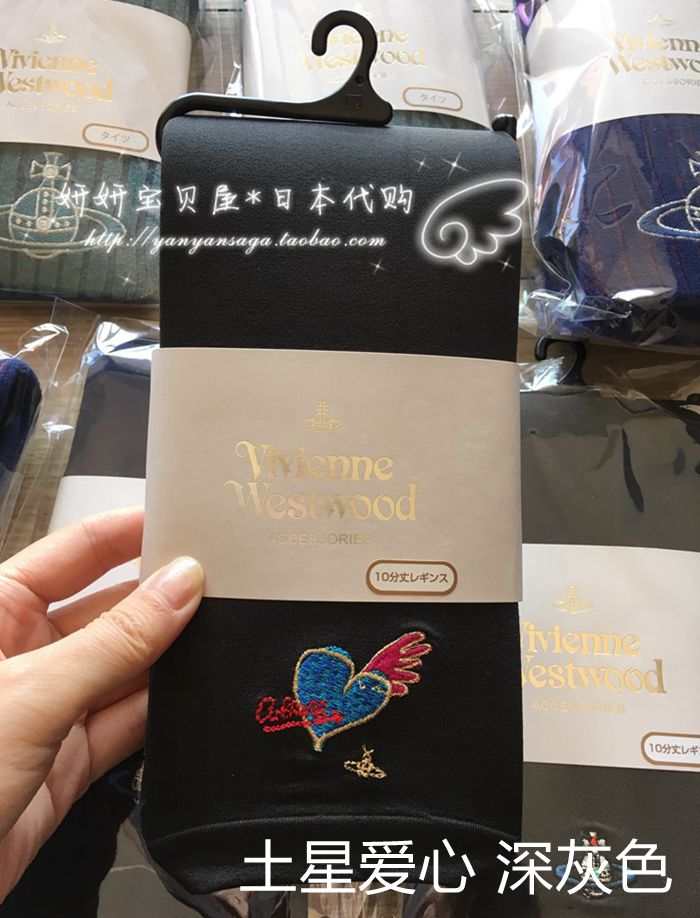 Vivienne
Westwood
ACCESSORIES
タイツ
タイツ
Vivienne
Westwood
ACCESSORIES
妍妍宝贝屋*日本代购
http://yanyansaga.taobao.com
Vivienne
Westwood
ACCESSORIES
10分丈レギンス
Vivienne
Westwood
ACCESSORIES
10分丈レギ
土星爱心 深灰色